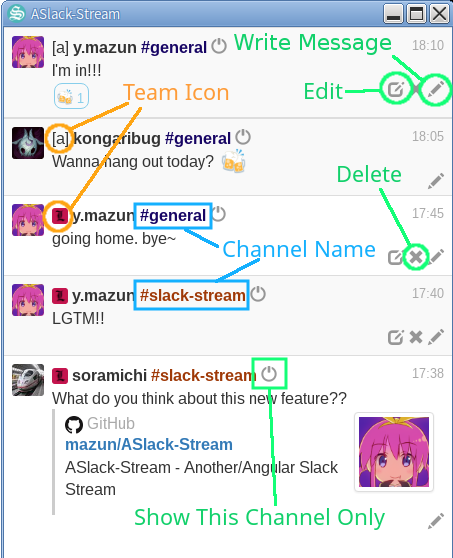 ASlack-Stream
[a] y.mazun #general 18:10
Write Message
I'm in!!!
1
Edit
Team Icon
[a] kongaribug #general 18:05
Wanna hang out today?
Delete
L y.mazun #general 17:45
going home. bye~
Channel Name
L y.mazun #slack-stream 17:40
LGTM!!
L soramichi #slack-stream 17:38
What do you think about this new feature??
GitHub
mazun/ASlack-Stream
ASlack-Stream - Another/Angular Slack
Stream
Show This Channel Only